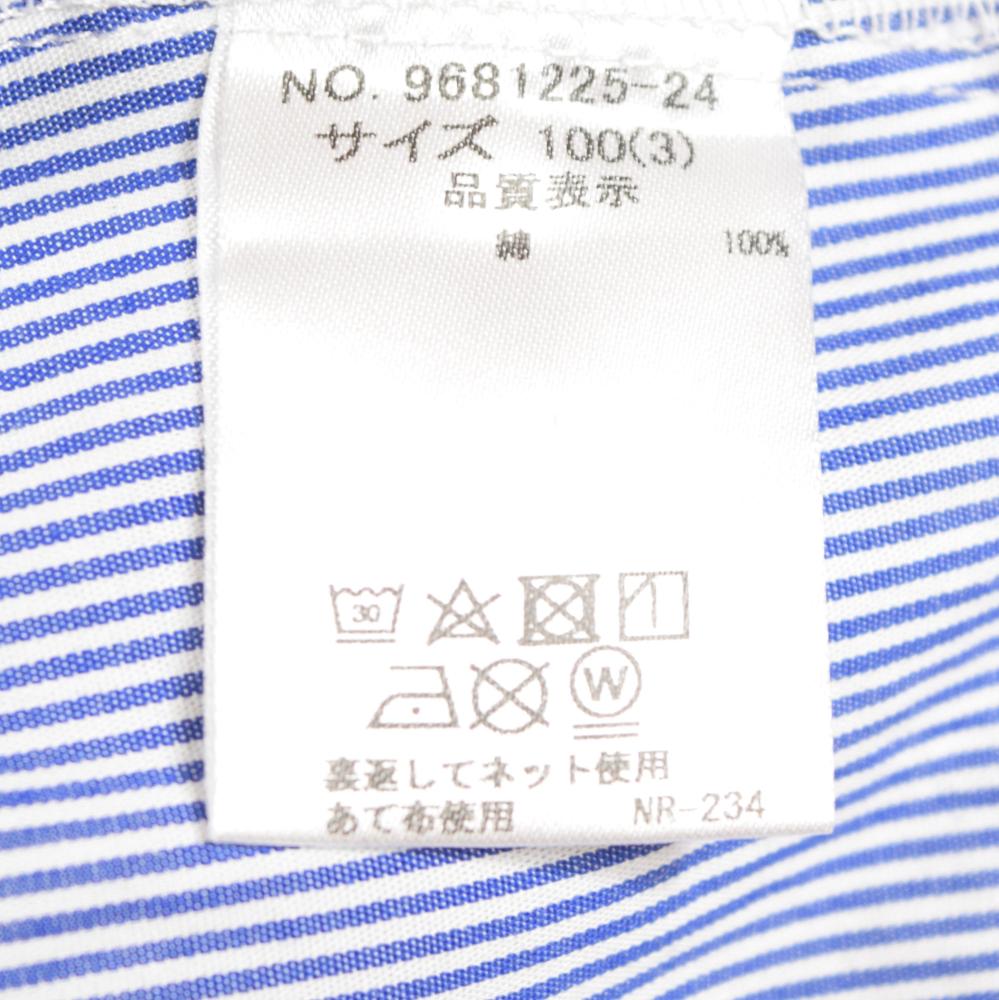 NO. 9681225-24
サイズ 100(3)
品質表示
綿 100%
30
W
裏返してネット使用
あて布使用 NR-234